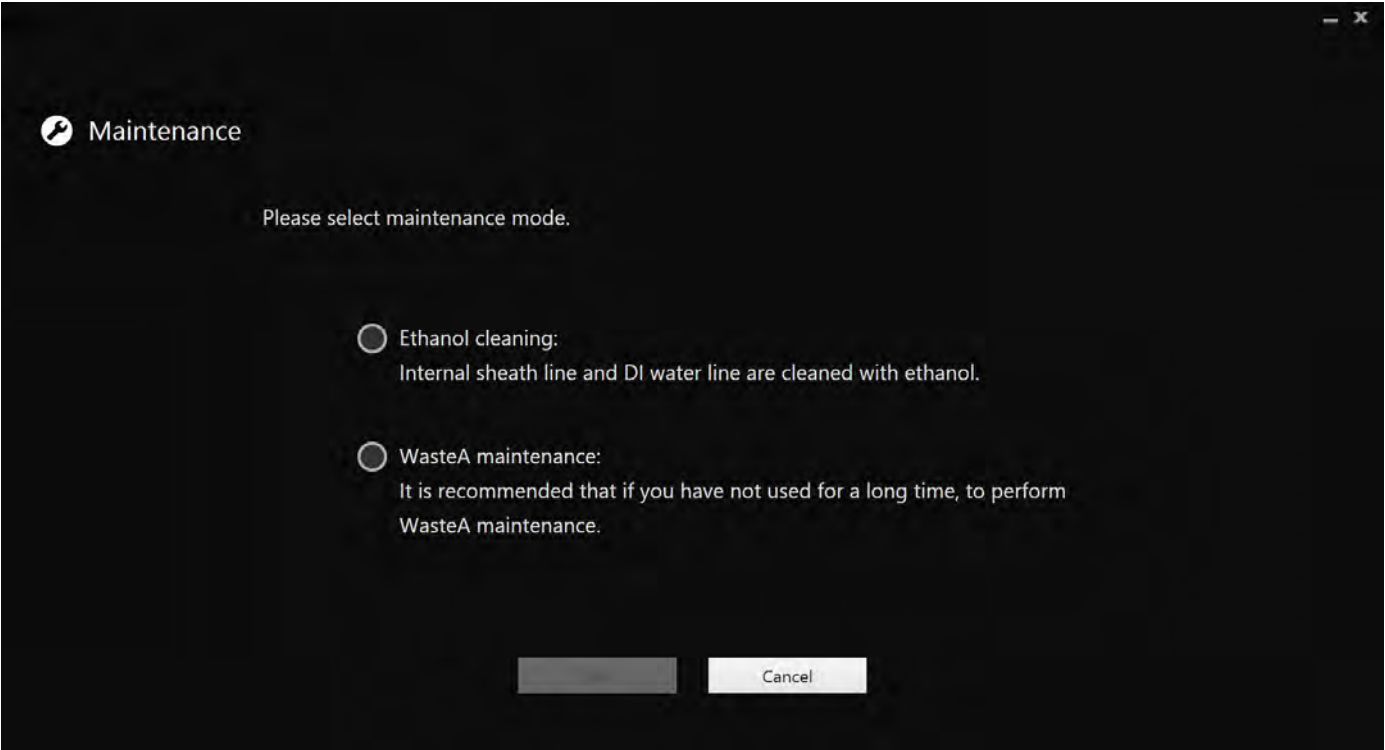 Maintenance
Please select maintenance mode.
Ethanol cleaning:
Internal sheath line and DI water line are cleaned with ethanol.
WasteA maintenance:
It is recommended that if you have not used for a long time, to perform
WasteA maintenance.
Cancel